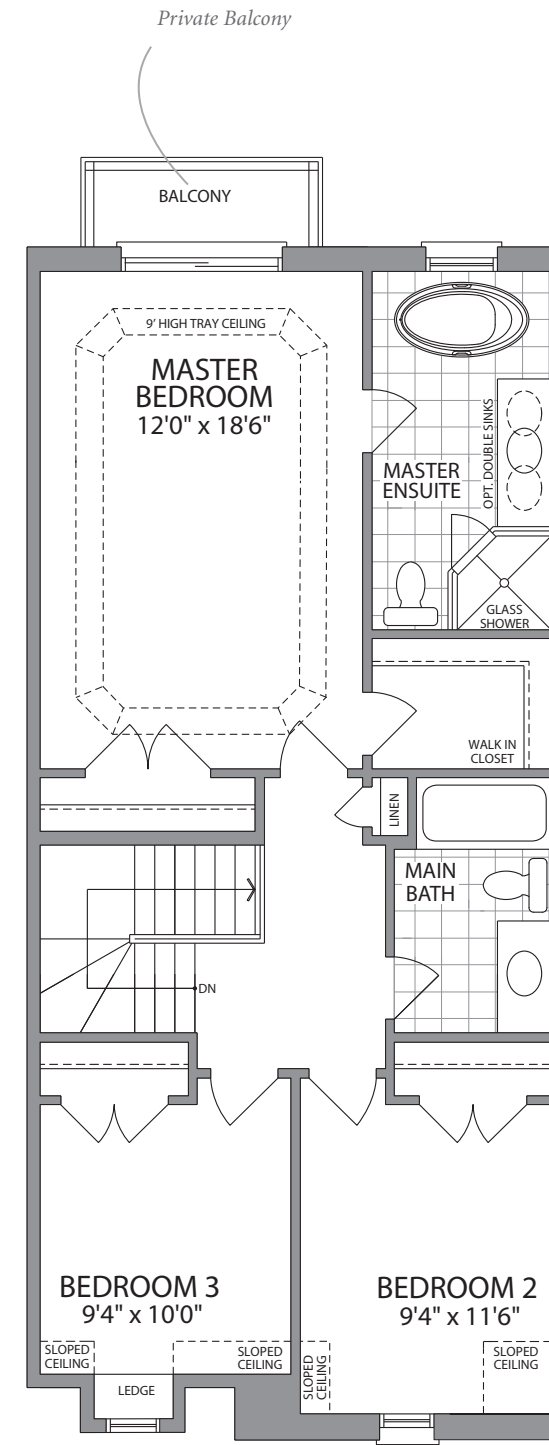 Private Balcony
BALCONY
9' HIGH TRAY CEILING
MASTER
BEDROOM
12'0" x 18'6"
OPT. DOUBLE SINKS
MASTER
ENSUITE
GLASS
SHOWER
WALK IN
CLOSET
LINEN
MAIN
BATH
DN
BEDROOM 3
9'4" x 10'0"
BEDROOM 2
9'4" x 11'6"
SLOPED
CEILING
SLOPED
CEILING
SLOPED
CEILING
SLOPED
CEILING
LEDGE